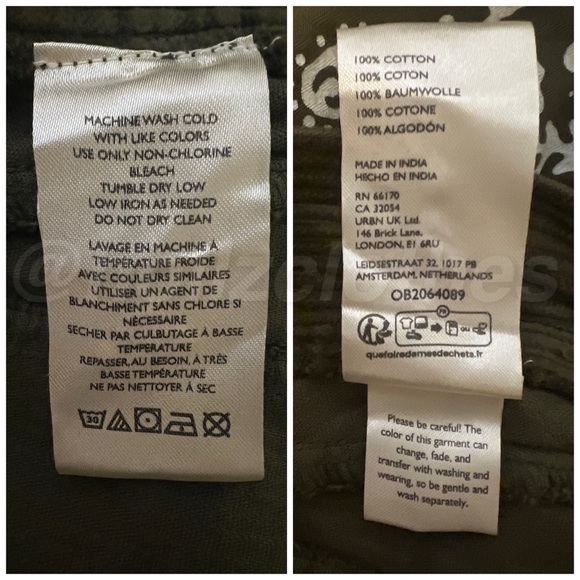 MACHINE WASH COLD
WITH LIKE COLORS
USE ONLY NON-CHLORINE
BLEACH
TUMBLE DRY LOW
LOW IRON AS NEEDED
DO NOT DRY CLEAN
LAVAGE EN MACHINE À
TEMPÉRATURE FROIDE
AVEC COULEURS SIMILAIRES
UTILISER UN AGENT DE
BLANCHIMENT SANS CHLORE SI
NÉCESSAIRE
SECHER PAR CULBUTAGE À BASSE
TEMPERATURE
REPASSER, AU BESOIN, À TRÈS
BASSE TEMPÉRATURE
NE PAS NETTOYER À SEC
30
100% COTTON
100% COTON
100% BAUMWOLLE
100% COTONE
100% ALGODÓN
MADE IN INDIA
HECHO EN INDIA
RN 66170
CA 32054
URBN UK Ltd.
146 Brick Lane,
LONDON, E1 6RU
LEIDSESTRAAT 32, 1017 PB
AMSTERDAM, NETHERLANDS
OB2064089
FR
OU
quefairedemesdechets.fr
Please be careful! The
color of this garment can
change, fade, and
transfer with washing and
wearing, so be gentle and
wash separately.